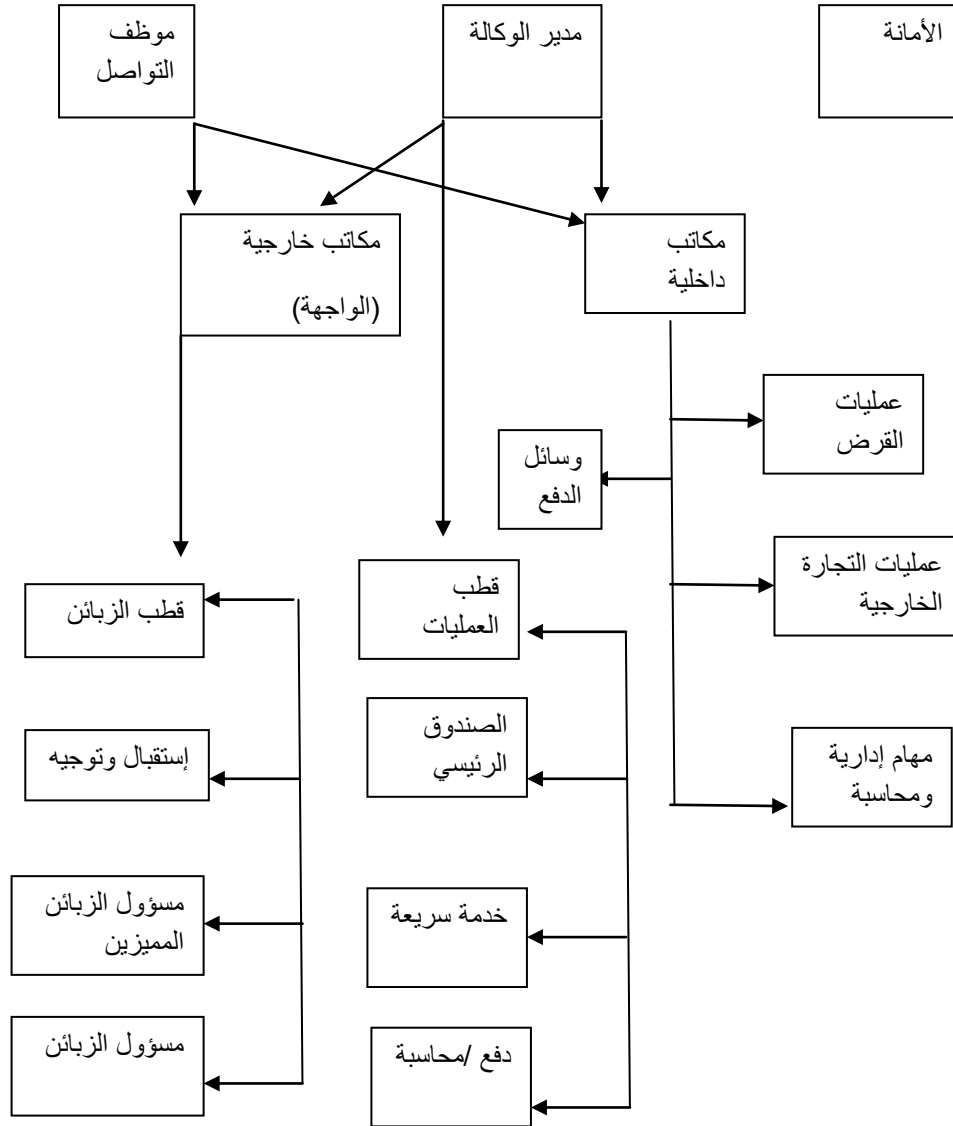 الأمانة
مدير الوكالة
موظف
التواصل
مكاتب
داخلية
مكاتب خارجية
(الواجهة)
عمليات
القرض
وسائل
الدفع
عمليات التجارة
الخارجية
مهام إدارية
ومحاسبة
قطب
العمليات
الصندوق
الرئيسي
خدمة سريعة
دفع /محاسبة
قطب الزبائن
إستقبال وتوجيه
مسؤول الزبائن
المميزين
مسؤول الزبائن